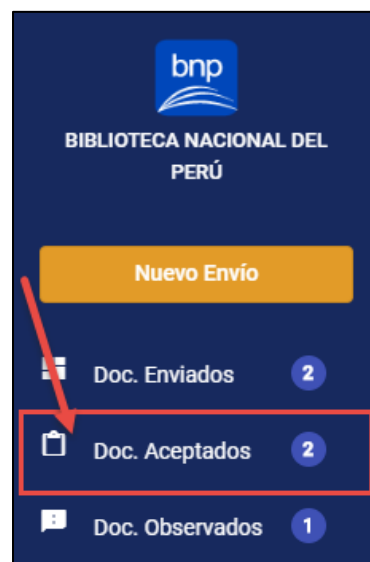 bnp
BIBLIOTECA NACIONAL DEL
PERÚ
Nuevo Envío
Doc. Enviados 2
Doc. Aceptados 2
Doc. Observados 1